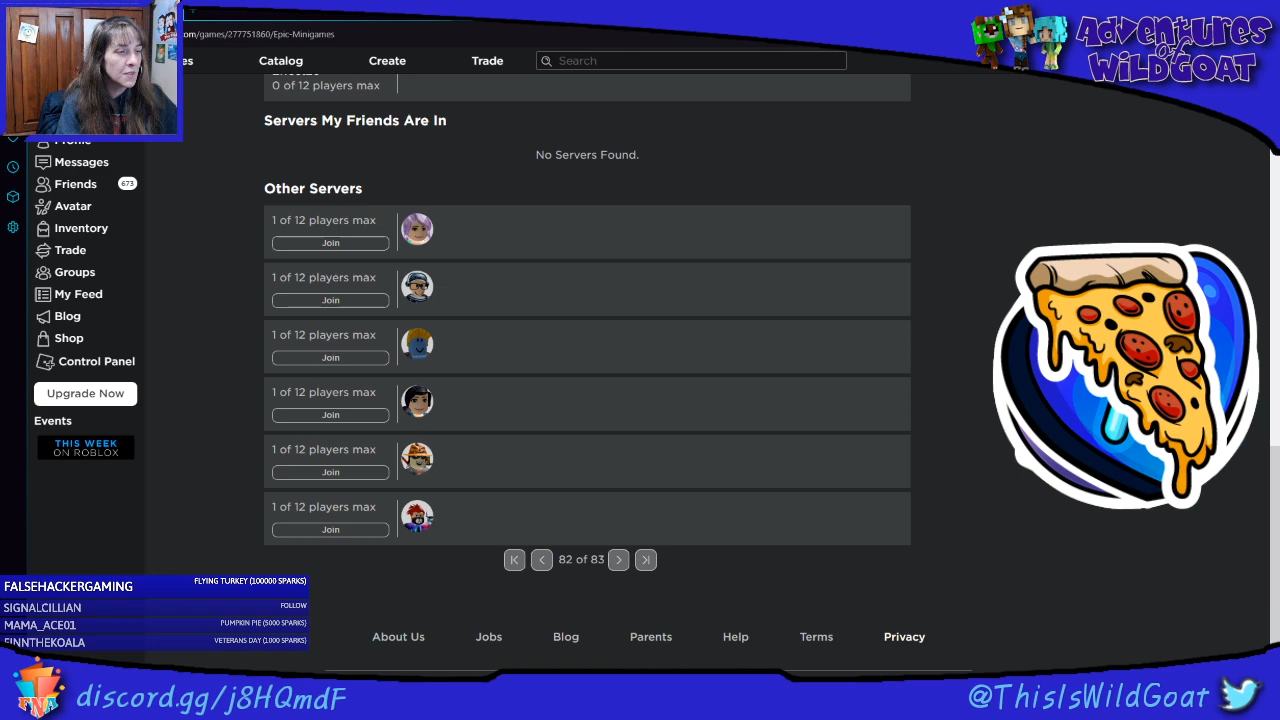 om/games/277751860/Epic-Minigames
Adventures
of
WildGoat
es Catalog Create Trade Search
0 of 12 players max
Servers My Friends Are In
No Servers Found.
Profile
Messages
Friends 673
Avatar
Inventory
Trade
Groups
My Feed
Blog
Shop
Control Panel
Upgrade Now
Events
THIS WEEK
ON ROBLOX
Other Servers
1 of 12 players max
Join
1 of 12 players max
Join
1 of 12 players max
Join
1 of 12 players max
Join
1 of 12 players max
Join
1 of 12 players max
Join
82 of 83
FALSEHACKERGAMING FLYING TURKEY (100000 SPARKS)
SIGNALCILLIAN FOLLOW
MAMA_ACE01 PUMPKIN PIE (5000 SPARKS)
FINNTHEKOALA VETERANS DAY (1000 SPARKS)
About Us Jobs Blog Parents Help Terms Privacy
FNA
discord.gg/j8HQmdF
@ThisIsWildGoat